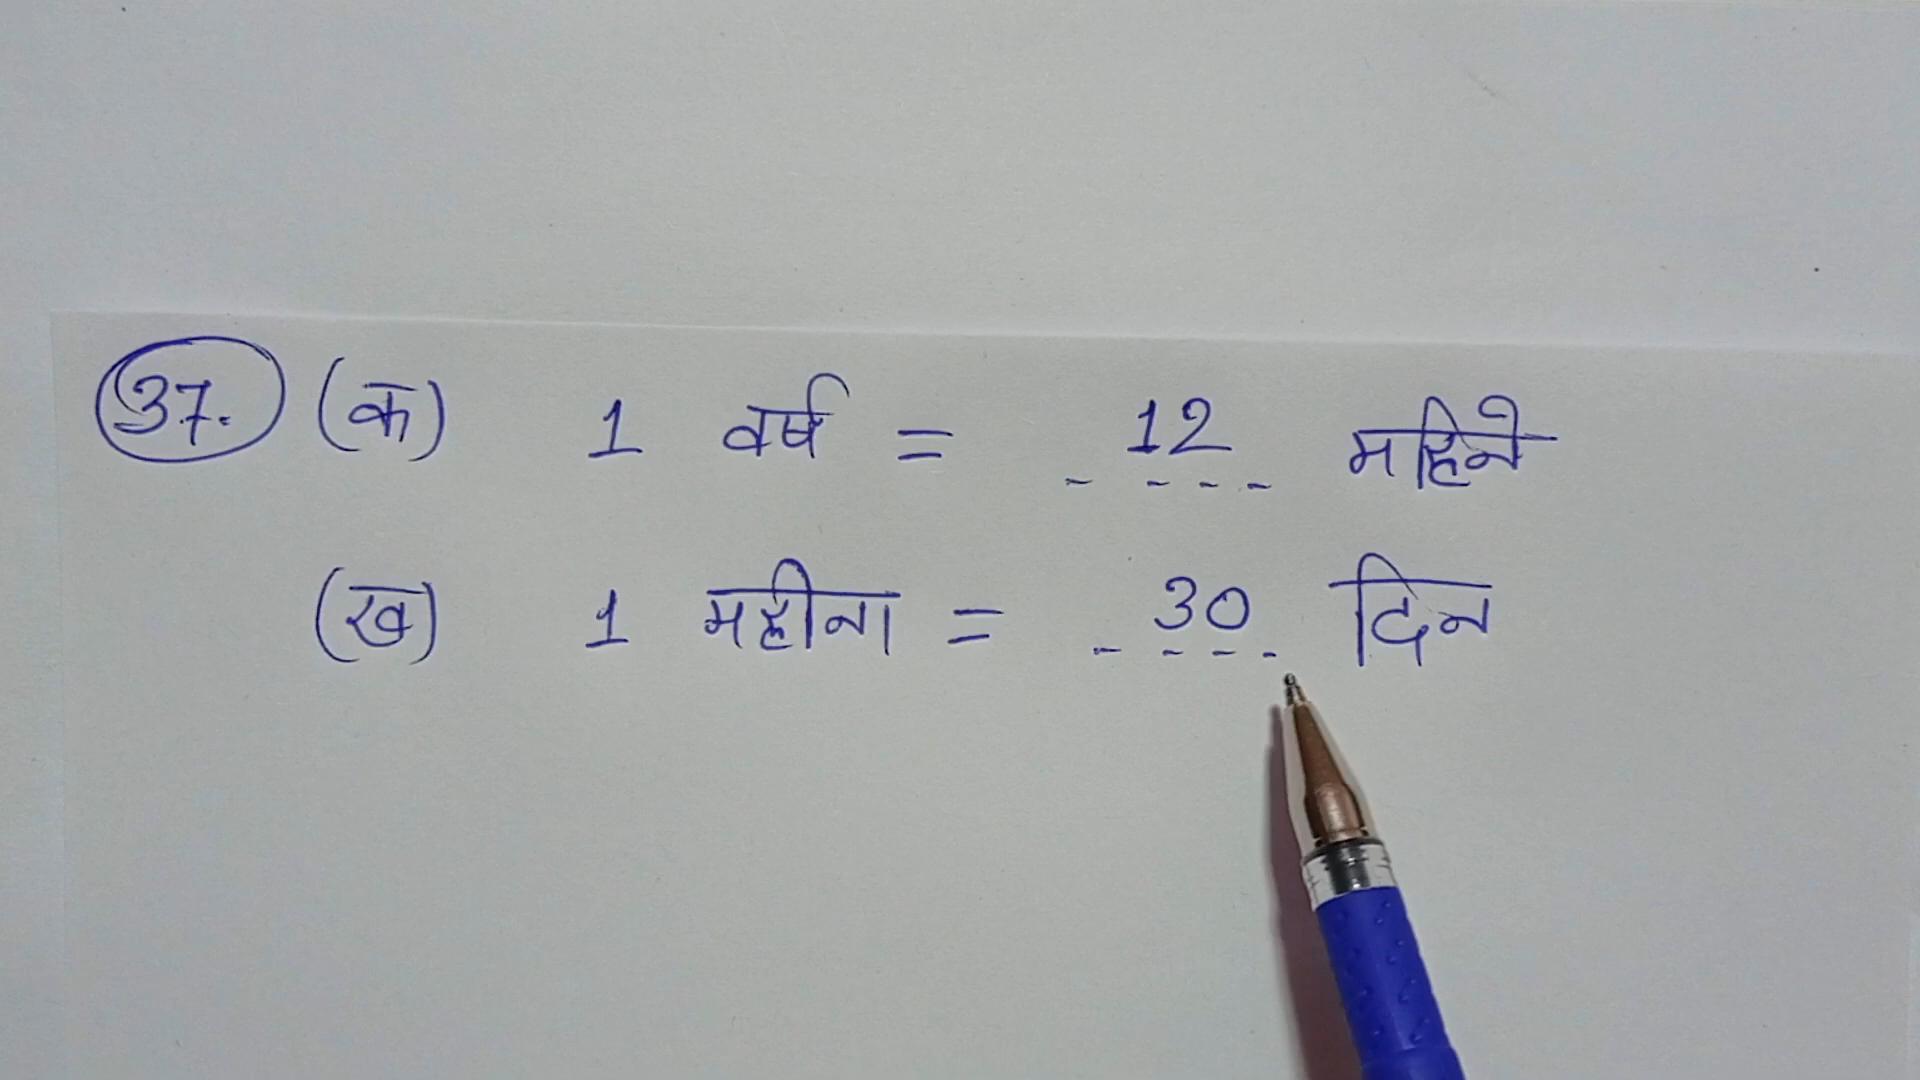 37. (क) 1 वर्ष = 12 महिने
(ख) 1 महीना = 30 दिन